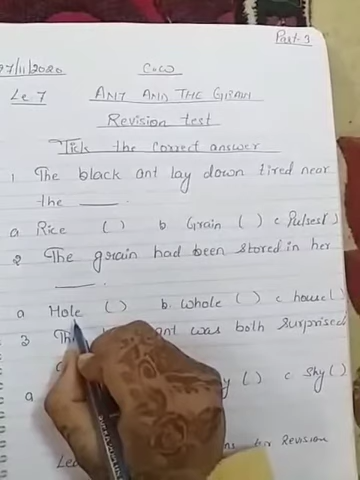 Part-3
27/11/2020 C.W
Le 7 ANT AND THE GRAIN
Revision test
Tick the correct answer
1 The black ant lay down tired near
the ____
a Rice ( ) b Grain ( ) c Pulses ( )
2 The grain had been stored in her
____.
a Hole ( ) b. whole ( ) c house ( )
3 The ant was both surprised
a ( ) c shy ( )
for Revision